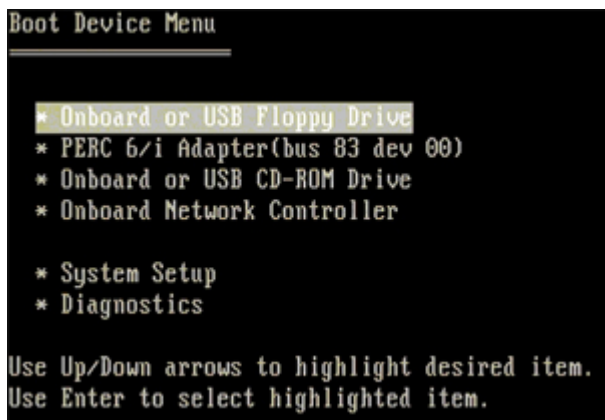 Boot Device Menu
* Onboard or USB Floppy Drive
* PERC 6/i Adapter(bus 83 dev 00)
* Onboard or USB CD-ROM Drive
* Onboard Network Controller
* System Setup
* Diagnostics
Use Up/Down arrows to highlight desired item.
Use Enter to select highlighted item.